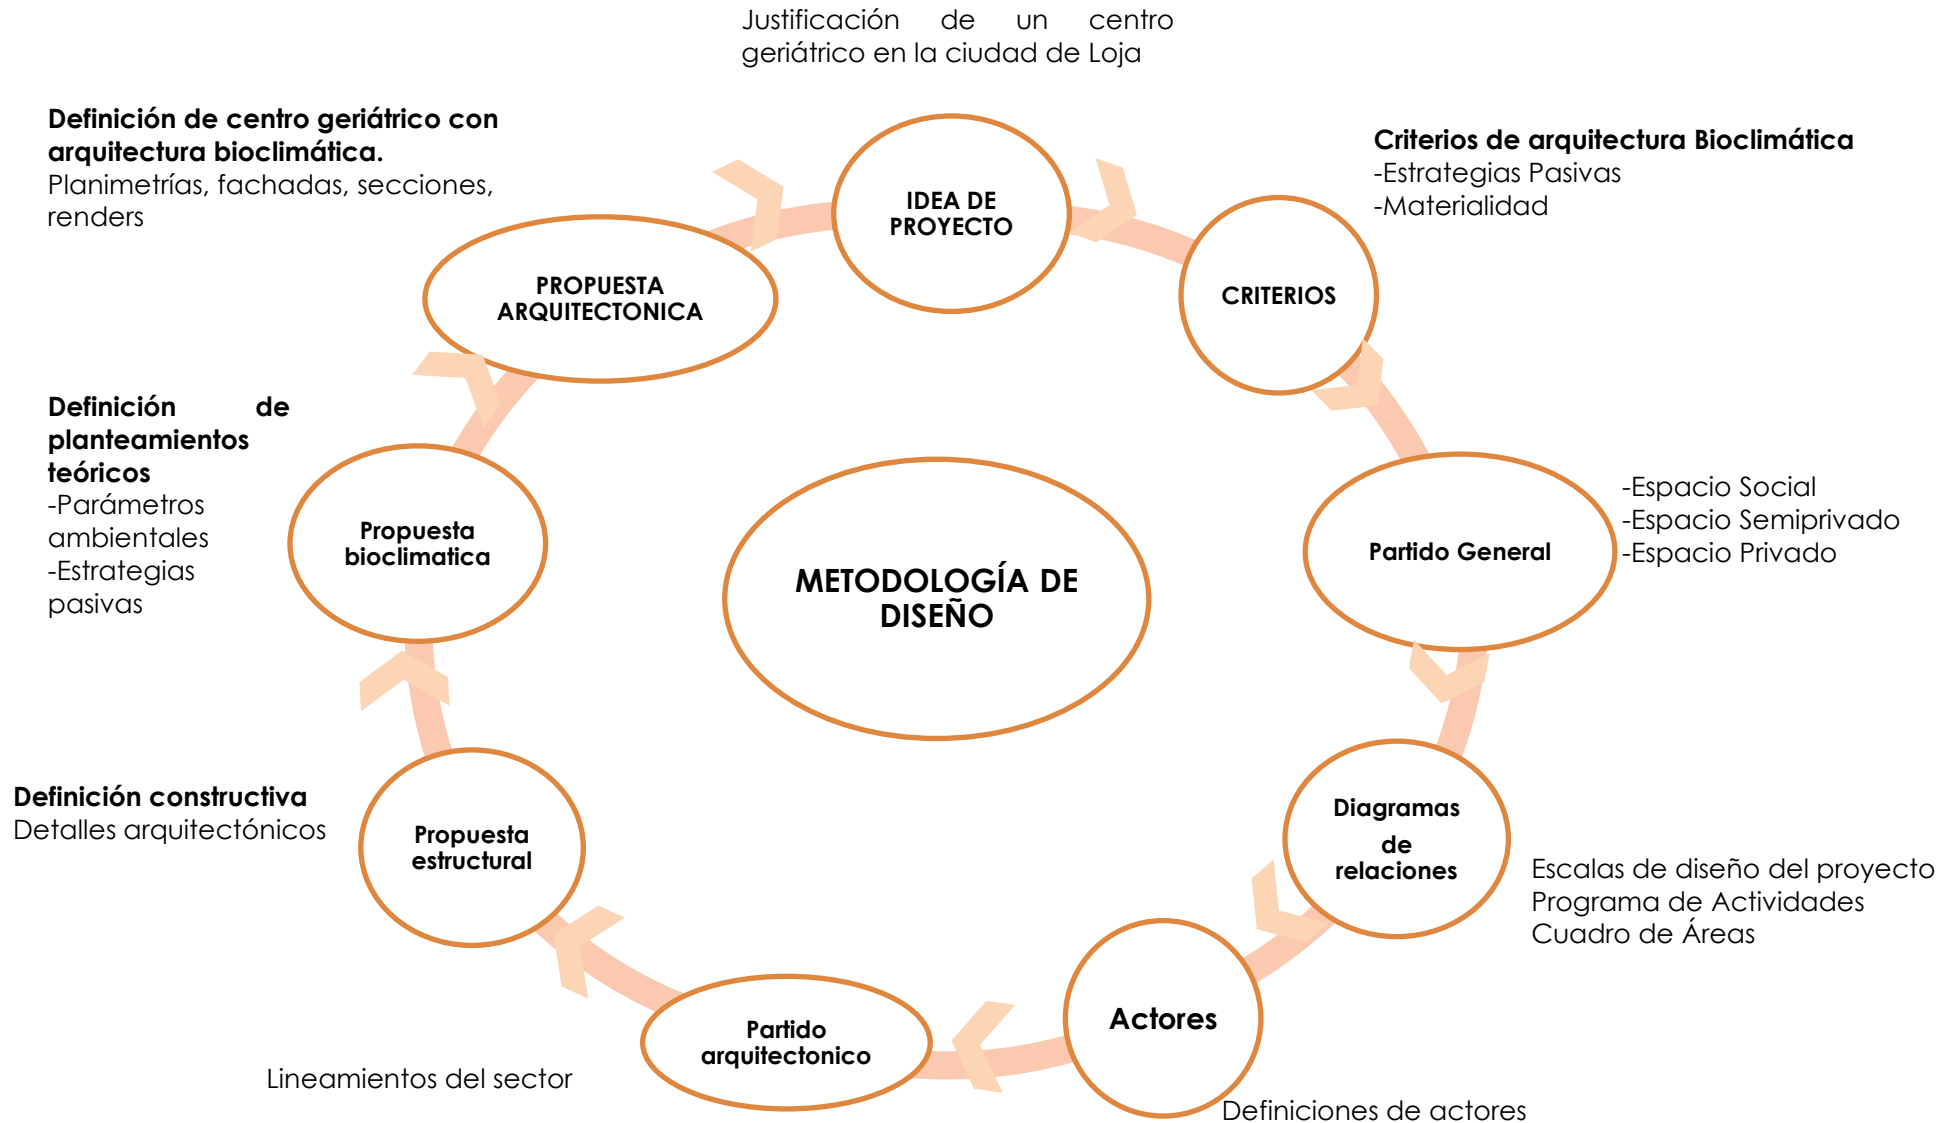 Justificación de un centro
geriátrico en la ciudad de Loja
IDEA DE
PROYECTO
Criterios de arquitectura Bioclimática
-Estrategias Pasivas
-Materialidad
CRITERIOS
-Espacio Social
-Espacio Semiprivado
-Espacio Privado
Partido General
Diagramas
de
relaciones
Escalas de diseño del proyecto
Programa de Actividades
Cuadro de Áreas
Actores
Definiciones de actores
Partido
arquitectonico
Lineamientos del sector
Propuesta
estructural
Definición constructiva
Detalles arquitectónicos
Propuesta
bioclimatica
Definición de
planteamientos
teóricos
-Parámetros
ambientales
-Estrategias
pasivas
PROPUESTA
ARQUITECTONICA
Definición de centro geriátrico con
arquitectura bioclimática.
Planimetrías, fachadas, secciones,
renders
METODOLOGÍA DE
DISEÑO